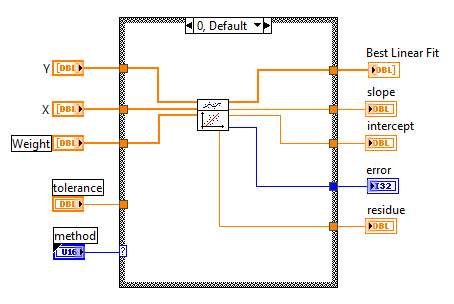 0, Default
Y
DBL
X
DBL
Weight
DBL
tolerance
DBL
method
U16
?
Best Linear Fit
DBL
slope
DBL
intercept
DBL
error
I32
residue
DBL